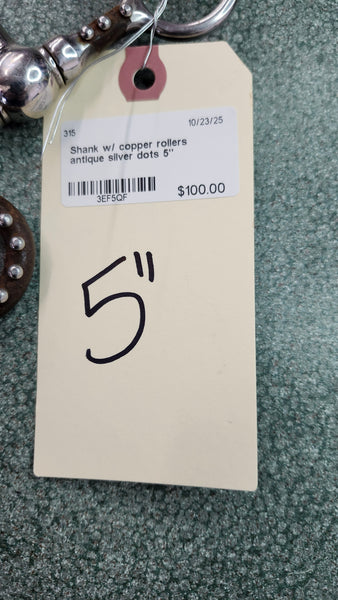 315 10/23/25
Shank w/ copper rollers
antique silver dots 5"
3EF5QF $100.00
5"